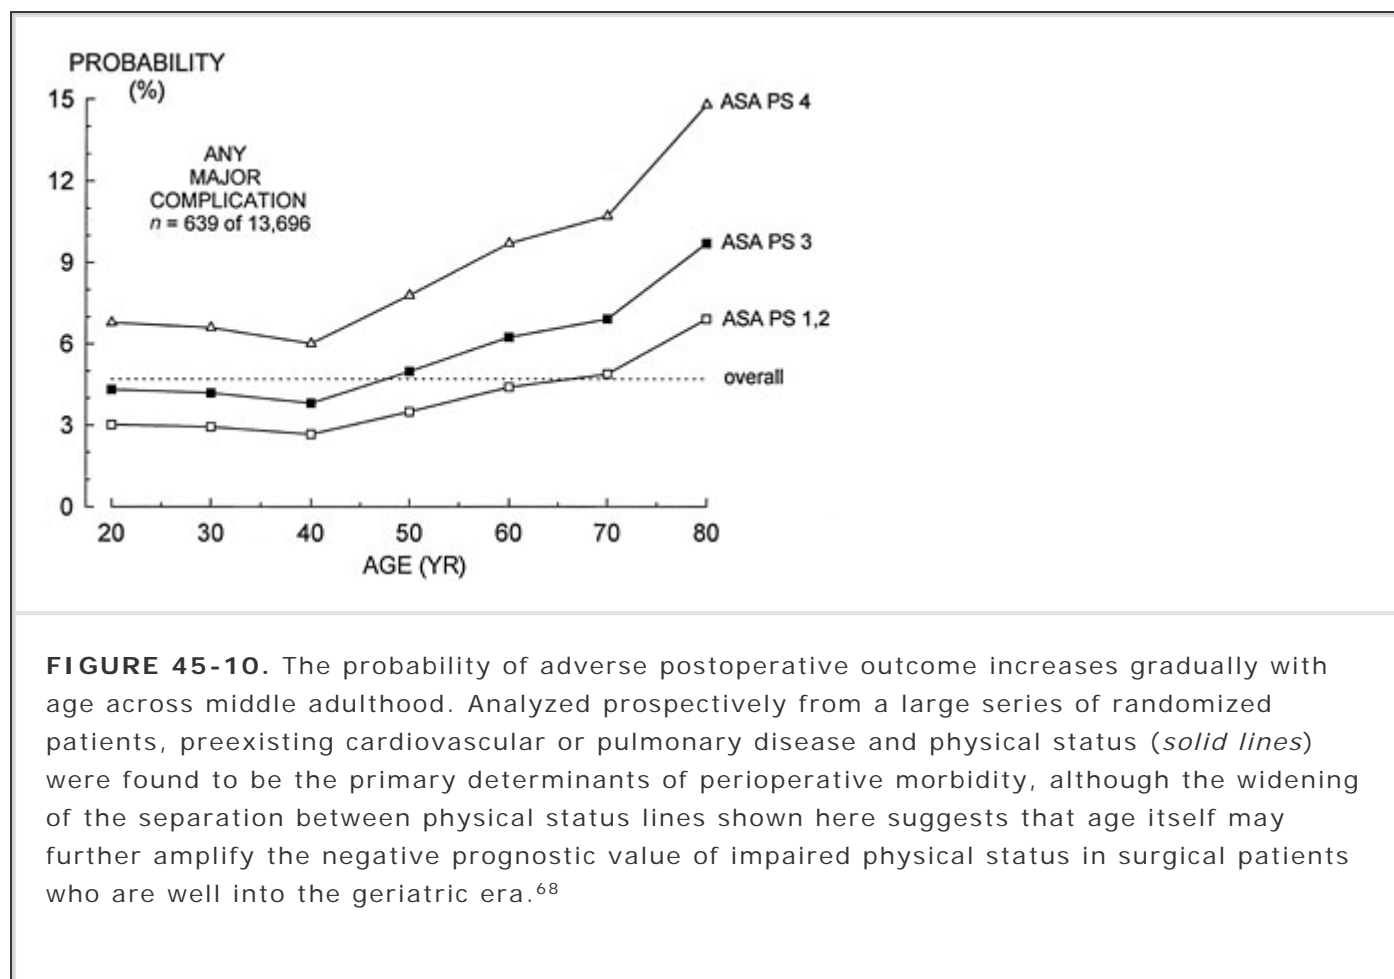 PROBABILITY
(%)
15
12
9
6
3
0
ANY
MAJOR
COMPLICATION
n = 639 of 13,696
ASA PS 4
ASA PS 3
ASA PS 1,2
overall
20 30 40 50 60 70 80
AGE (YR)
FIGURE 45-10. The probability of adverse postoperative outcome increases gradually with
age across middle adulthood. Analyzed prospectively from a large series of randomized
patients, preexisting cardiovascular or pulmonary disease and physical status (solid lines)
were found to be the primary determinants of perioperative morbidity, although the widening
of the separation between physical status lines shown here suggests that age itself may
further amplify the negative prognostic value of impaired physical status in surgical patients
who are well into the geriatric era.68